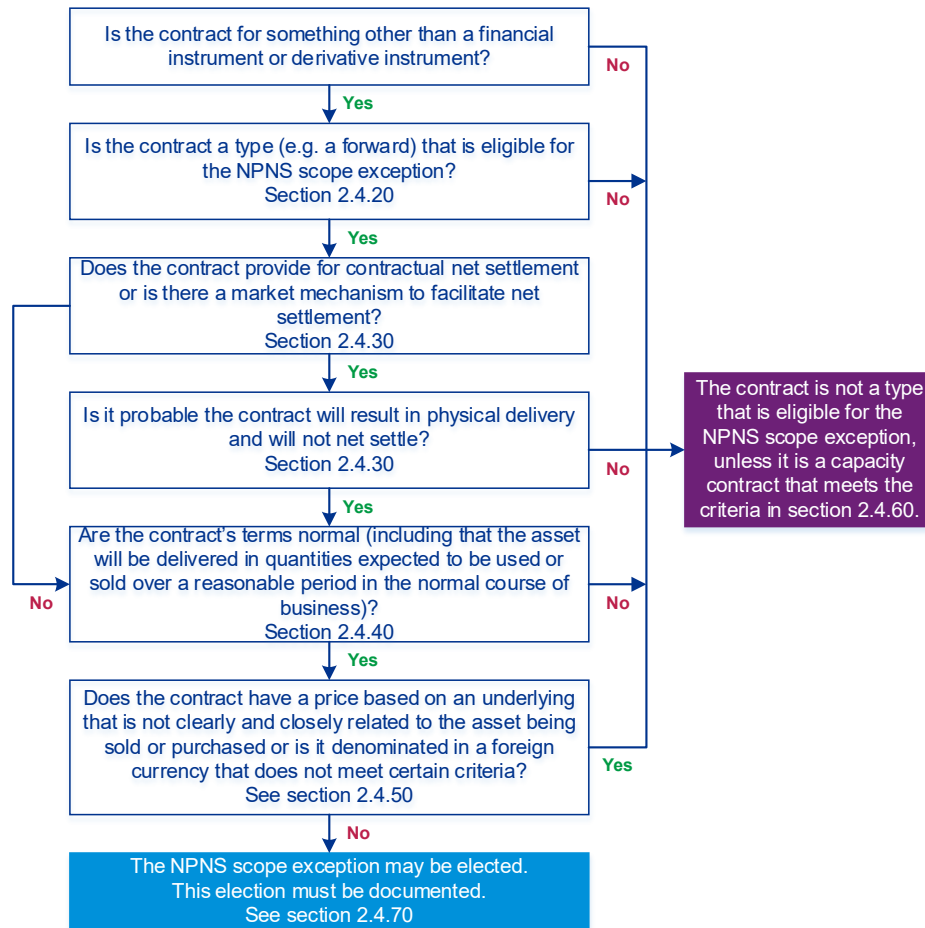 Is the contract for something other than a financial
instrument or derivative instrument?
No
Yes
Is the contract a type (e.g. a forward) that is eligible for
the NPNS scope exception?
Section 2.4.20
No
Yes
Does the contract provide for contractual net settlement
or is there a market mechanism to facilitate net
settlement?
Section 2.4.30
Yes
Is it probable the contract will result in physical delivery
and will not net settle?
Section 2.4.30
No
The contract is not a type
that is eligible for the
NPNS scope exception,
unless it is a capacity
contract that meets the
criteria in section 2.4.60.
Yes
Are the contract's terms normal (including that the asset
will be delivered in quantities expected to be used or
sold over a reasonable period in the normal course of
business)?
Section 2.4.40
No
No
Yes
Does the contract have a price based on an underlying
that is not clearly and closely related to the asset being
sold or purchased or is it denominated in a foreign
currency that does not meet certain criteria?
See section 2.4.50
Yes
No
The NPNS scope exception may be elected.
This election must be documented.
See section 2.4.70